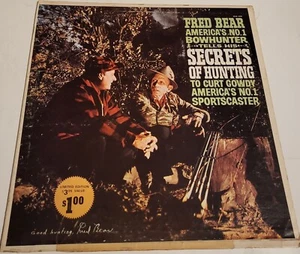 FRED BEAR
AMERICA'S NO.1
BOWHUNTER
TELLS HIS
SECRETS
OF HUNTING
TO CURT GOWDY
AMERICA'S NO.1
SPORTSCASTER
LIMITED EDITION
$1.00
Good hunting, Fred Bear